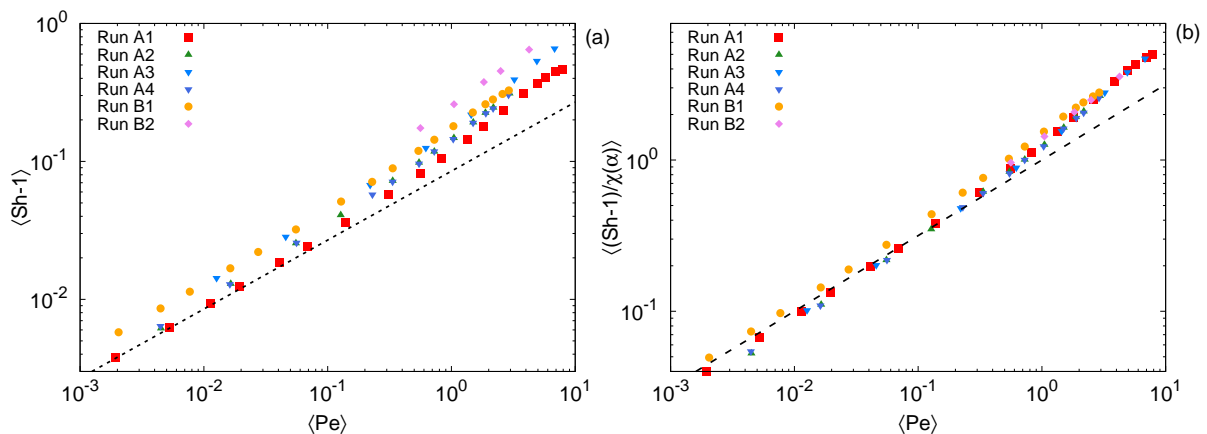 (a)
10^0
10^-1
10^-2
⟨Sh-1⟩
Run A1
Run A2
Run A3
Run A4
Run B1
Run B2
10^-3 10^-2 10^-1 10^0 10^1
⟨Pe⟩
(b)
10^0
10^-1
⟨(Sh-1)/χ(α)⟩
Run A1
Run A2
Run A3
Run A4
Run B1
Run B2
10^-3 10^-2 10^-1 10^0 10^1
⟨Pe⟩